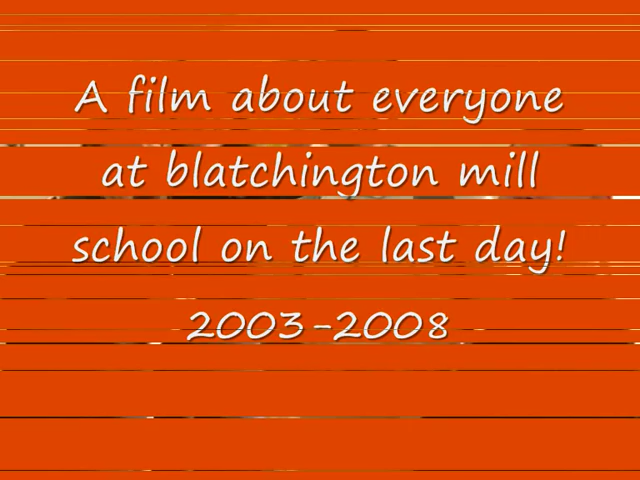 A film about everyone
at blatchington mill
school on the last day!
2003-2008